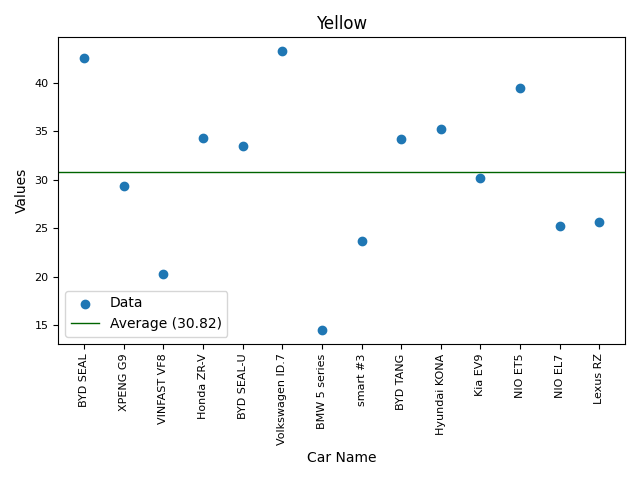 Yellow
Values
40
35
30
25
20
15
Data
Average (30.82)
BYD SEAL
XPENG G9
VINFAST VF8
Honda ZR-V
BYD SEAL-U
Volkswagen ID.7
BMW 5 series
smart #3
BYD TANG
Hyundai KONA
Kia EV9
NIO ET5
NIO EL7
Lexus RZ
Car Name